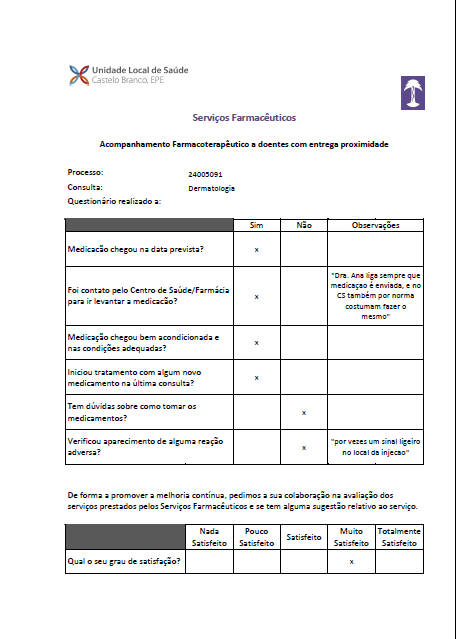 Unidade Local de Saúde
Castelo Branco, EPE
Serviços Farmacêuticos
Acompanhamento Farmacoterapêutico a doentes com entrega proximidade
Processo: 24005091
Consulta: Dermatologia
Questionário realizado a:
Sim Não Observações
Medicação chegou na data prevista? x
Foi contato pelo Centro de Saúde/Farmácia
para ir levantar a medicação? x
"Dra. Ana liga sempre que
medicaçao é enviada, e no
CS também por norma
costumam fazer o
mesmo"
Medicação chegou bem acondicionada e
nas condições adequadas? x
Iniciou tratamento com algum novo
medicamento na última consulta? x
Tem dúvidas sobre como tomar os
medicamentos? x
Verificou aparecimento de alguma reação
adversa? x
"por vezes um sinal ligeiro
no local da injecao"
De forma a promover a melhoria contínua, pedimos a sua colaboração na avaliação dos
serviços prestados pelos Serviços Farmacêuticos e se tem alguma sugestão relativo ao serviço.
Nada Satisfeito Pouco Satisfeito Satisfeito Muito Satisfeito Totalmente Satisfeito
Qual o seu grau de satisfação? x